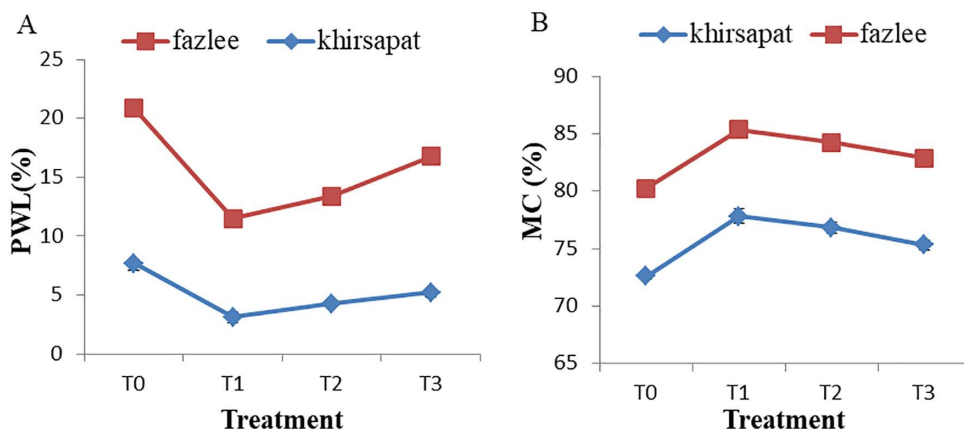 A
fazlee khirsapat
25
20
15
10
5
0
PWL(%)
T0 T1 T2 T3
Treatment
B
khirsapat fazlee
90
85
80
75
70
65
MC (%)
T0 T1 T2 T3
Treatment